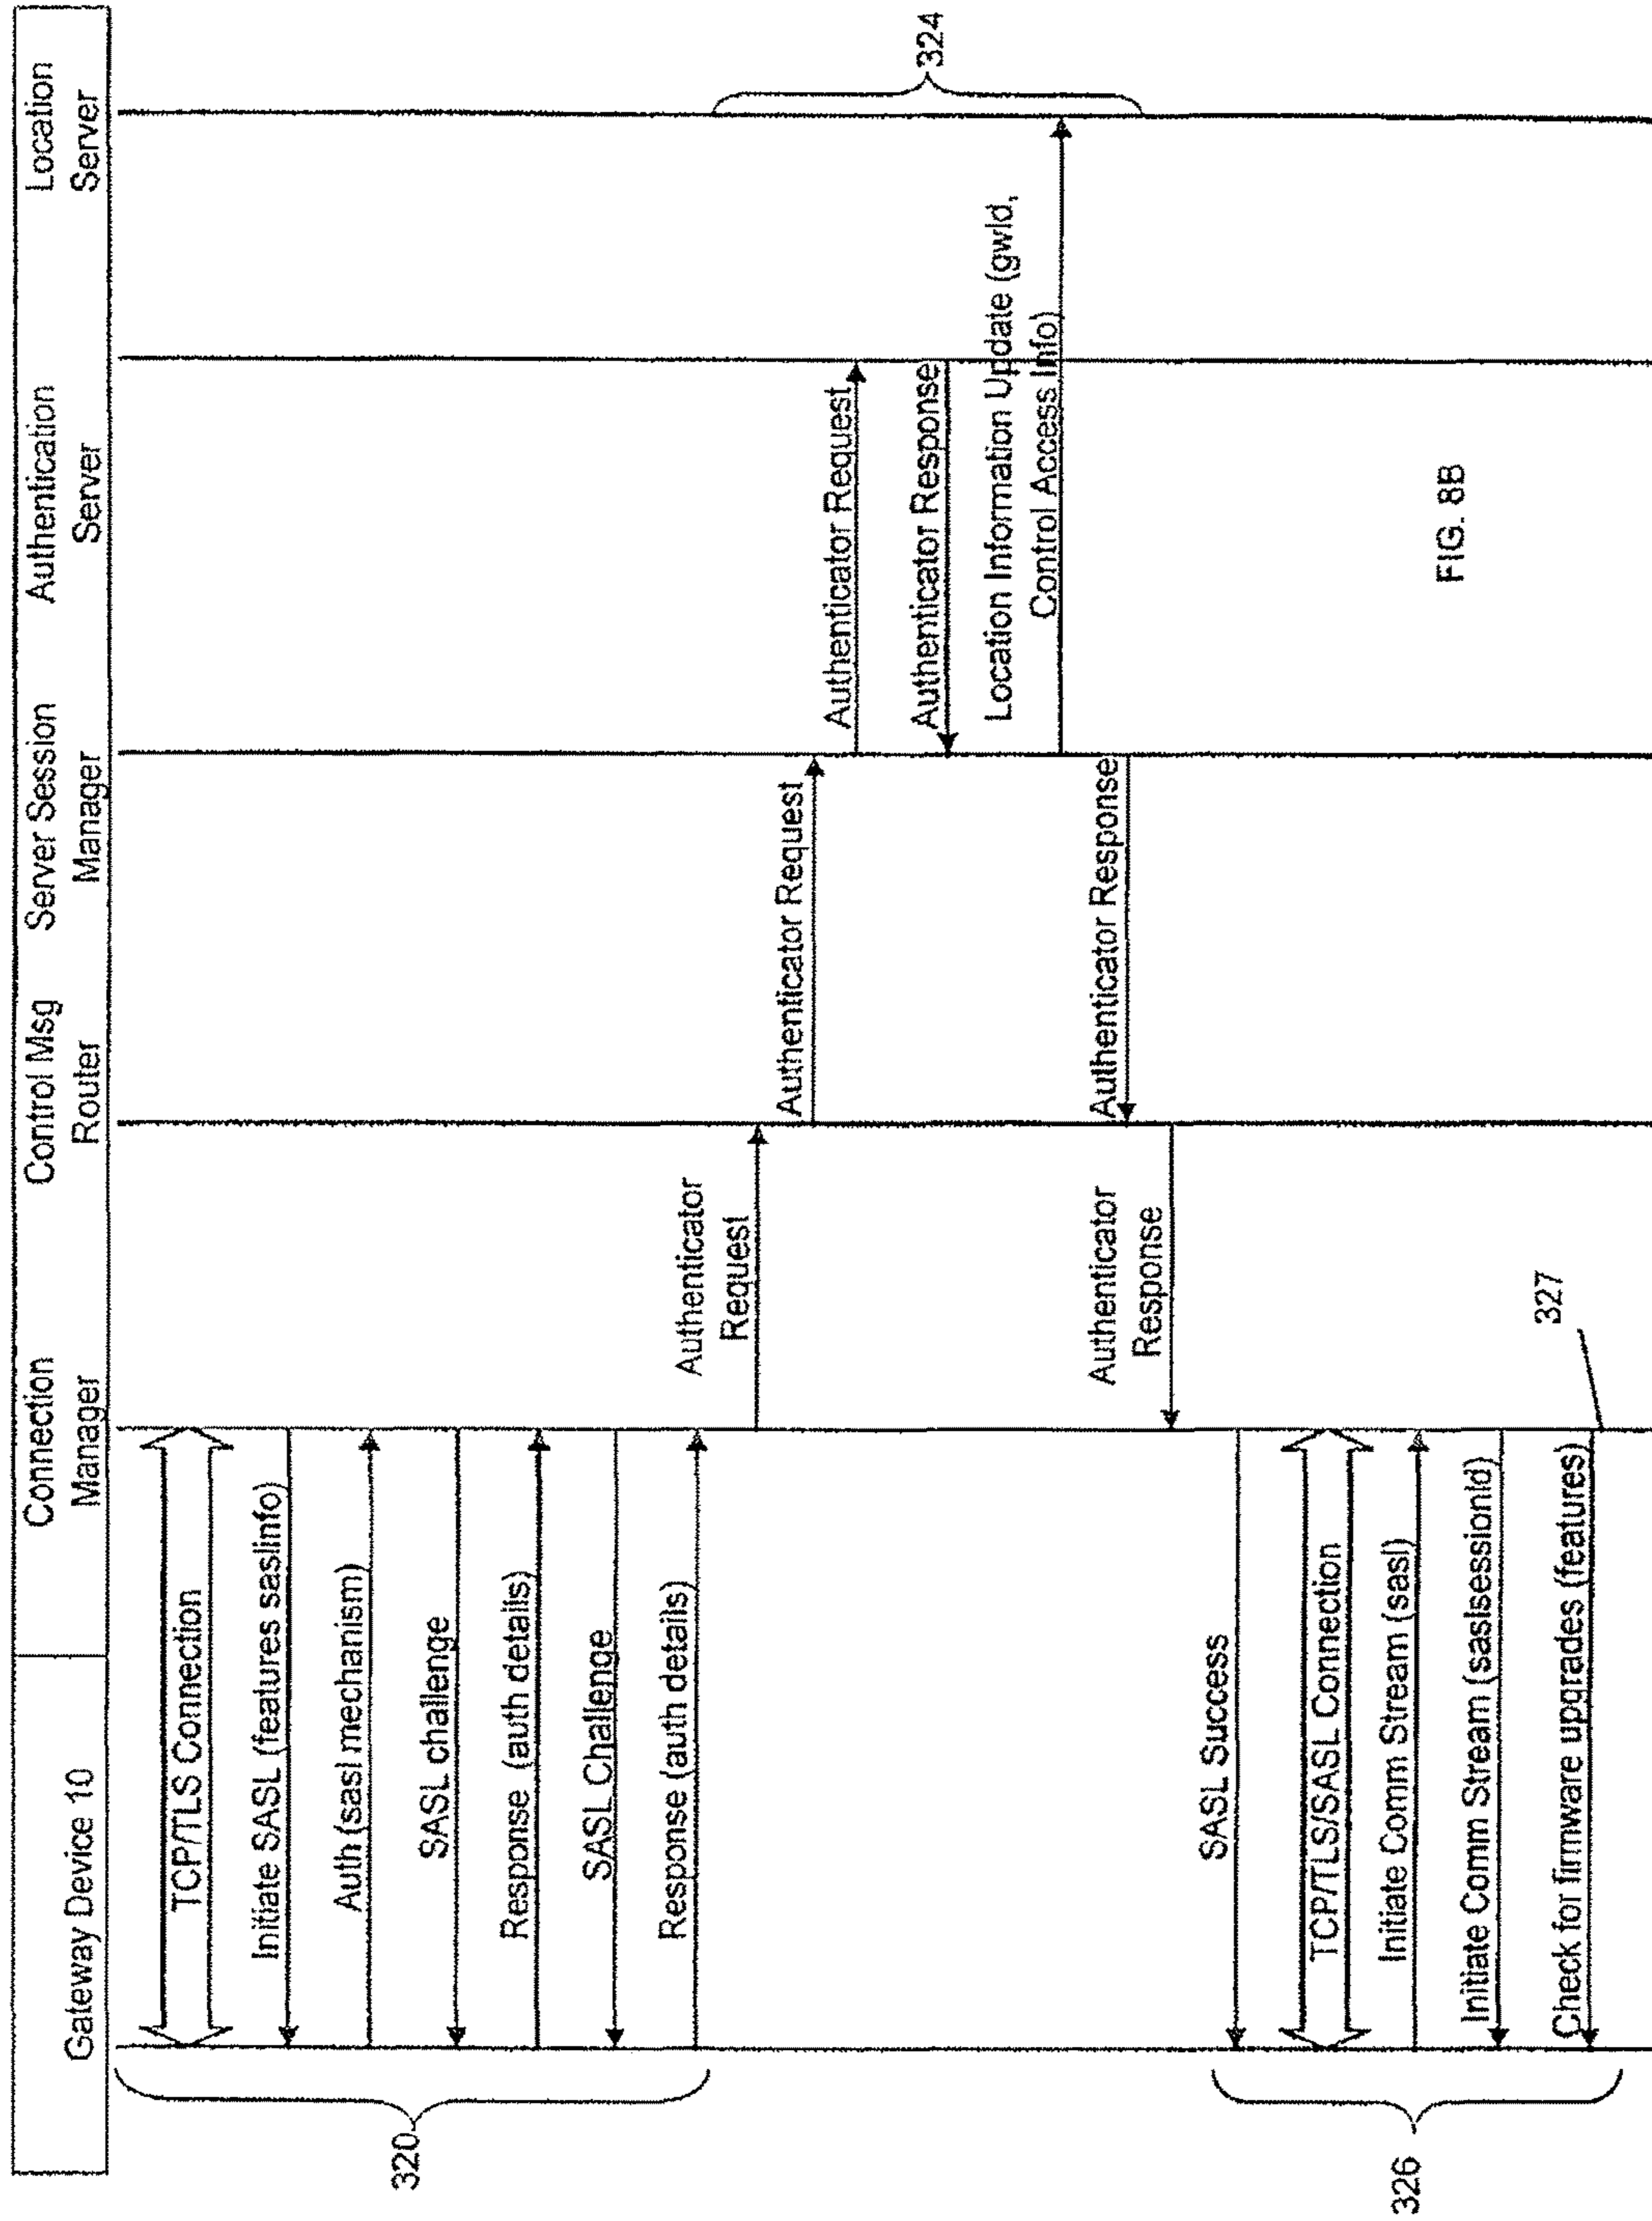 Gateway Device 10
Connection
Manager
Control Msg
Router
Server Session
Manager
Authentication
Server
Location
Server
320
TCP/TLS Connection
Initiate SASL (features saslinfo)
Auth (sasl mechanism)
SASL challenge
Response (auth details)
SASL Challenge
Response (auth details)
Authenticator
Request
Authenticator Request
Authenticator Request
Authenticator Response
Location Information Update (gwId,
Control Access Info)
324
Authenticator Response
Authenticator
Response
326
SASL Success
TCP/TLS/SASL Connection
Initiate Comm Stream (sasl)
Initiate Comm Stream (saslsessionId)
Check for firmware upgrades (features)
327
FIG. 8B